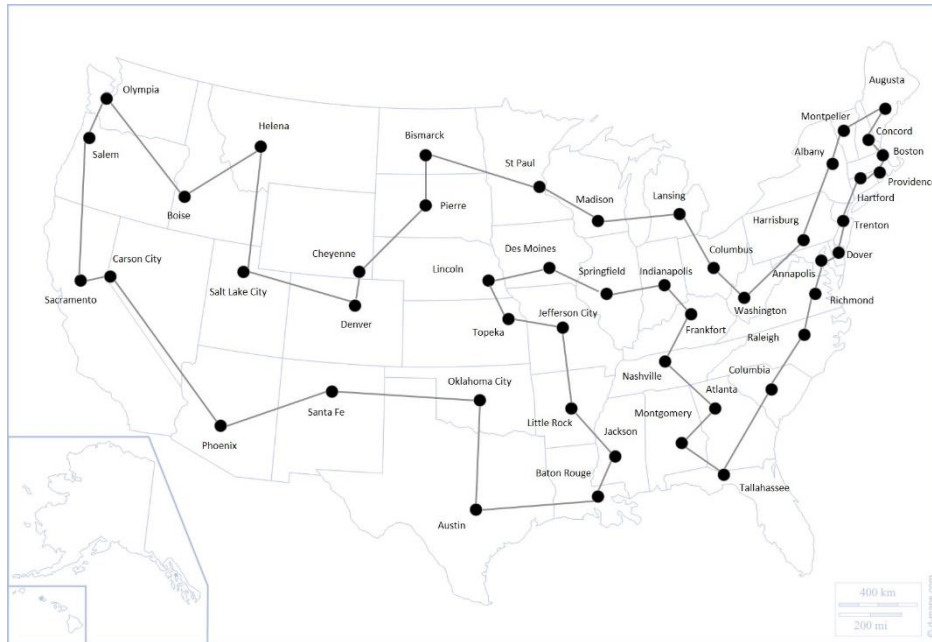 Augusta
Olympia
Montpelier
Helena
Bismarck
Concord
Salem
St Paul
Albany
Boston
Madison
Lansing
Providence
Boise
Pierre
Hartford
Harrisburg
Trenton
Des Moines
Columbus
Carson City
Cheyenne
Dover
Lincoln
Springfield
Indianapolis
Annapolis
Salt Lake City
Sacramento
Washington
Richmond
Denver
Jefferson City
Topeka
Frankfort
Raleigh
Columbia
Nashville
Oklahoma City
Atlanta
Santa Fe
Little Rock
Montgomery
Phoenix
Jackson
Baton Rouge
Tallahassee
Austin
400 km
200 mi
© d-maps.com